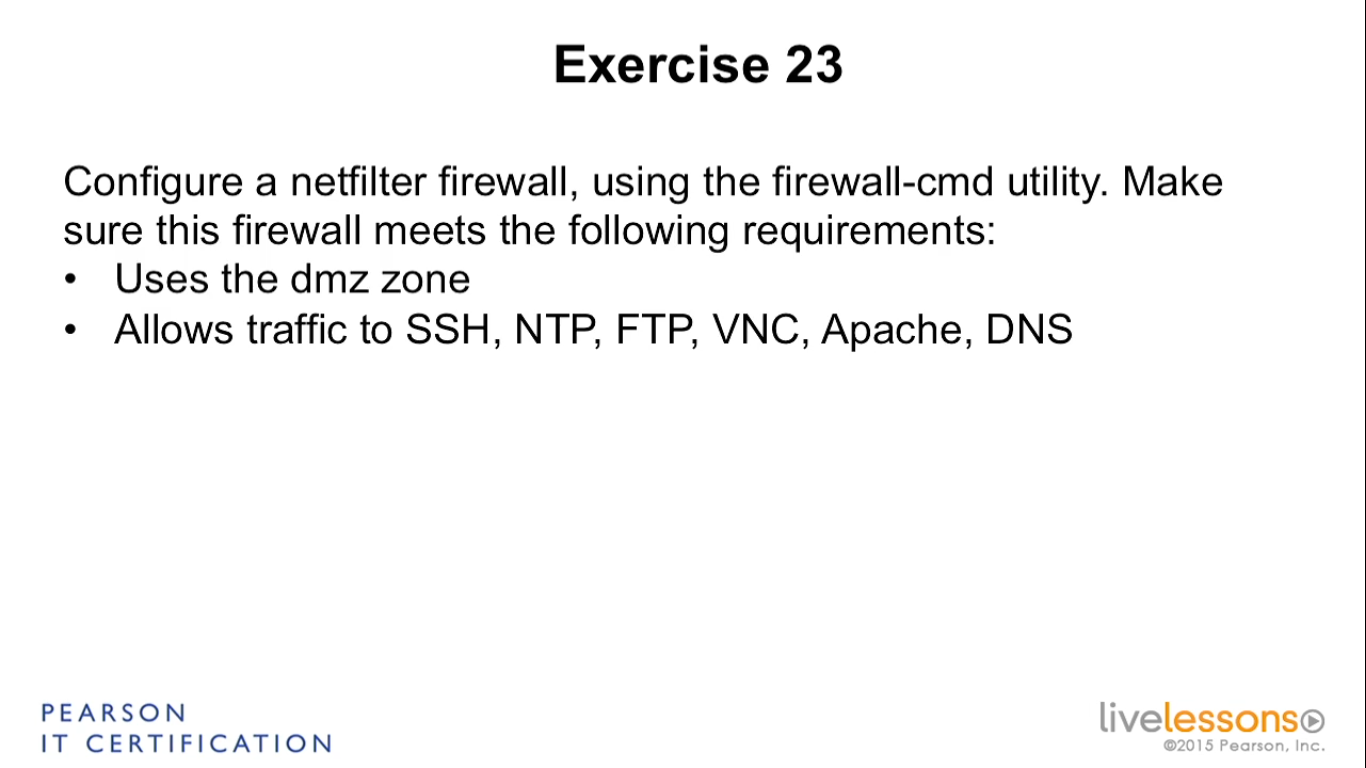 Exercise 23
Configure a netfilter firewall, using the firewall-cmd utility. Make
sure this firewall meets the following requirements:
• Uses the dmz zone
• Allows traffic to SSH, NTP, FTP, VNC, Apache, DNS
PEARSON
IT CERTIFICATION
livelessons
©2015 Pearson, Inc.